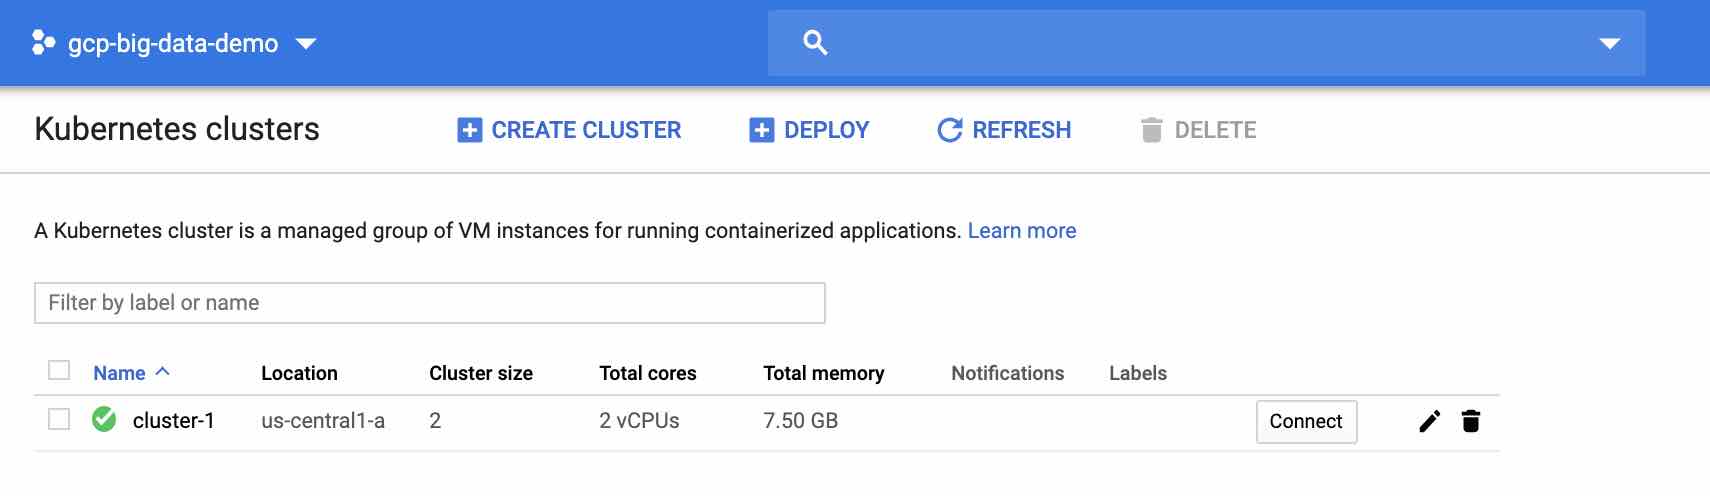 gcp-big-data-demo
Kubernetes clusters CREATE CLUSTER DEPLOY REFRESH DELETE
A Kubernetes cluster is a managed group of VM instances for running containerized applications. Learn more
Filter by label or name
Name Location Cluster size Total cores Total memory Notifications Labels
cluster-1 us-central1-a 2 2 vCPUs 7.50 GB Connect